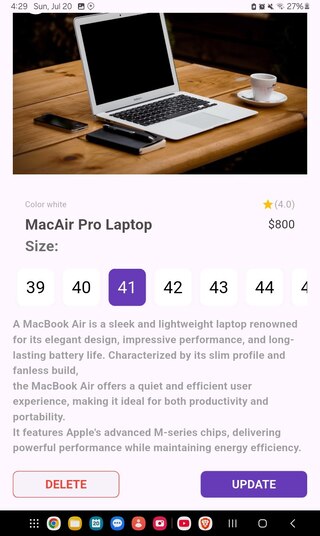 4:29 Sun, Jul 20 27%
Color white
(4.0)
MacAir Pro Laptop
$800
Size:
39 40 41 42 43 44 4
A MacBook Air is a sleek and lightweight laptop renowned
for its elegant design, impressive performance, and long-
lasting battery life. Characterized by its slim profile and
fanless build,
the MacBook Air offers a quiet and efficient user
experience, making it ideal for both productivity and
portability.
It features Apple's advanced M-series chips, delivering
powerful performance while maintaining energy efficiency.
DELETE
UPDATE